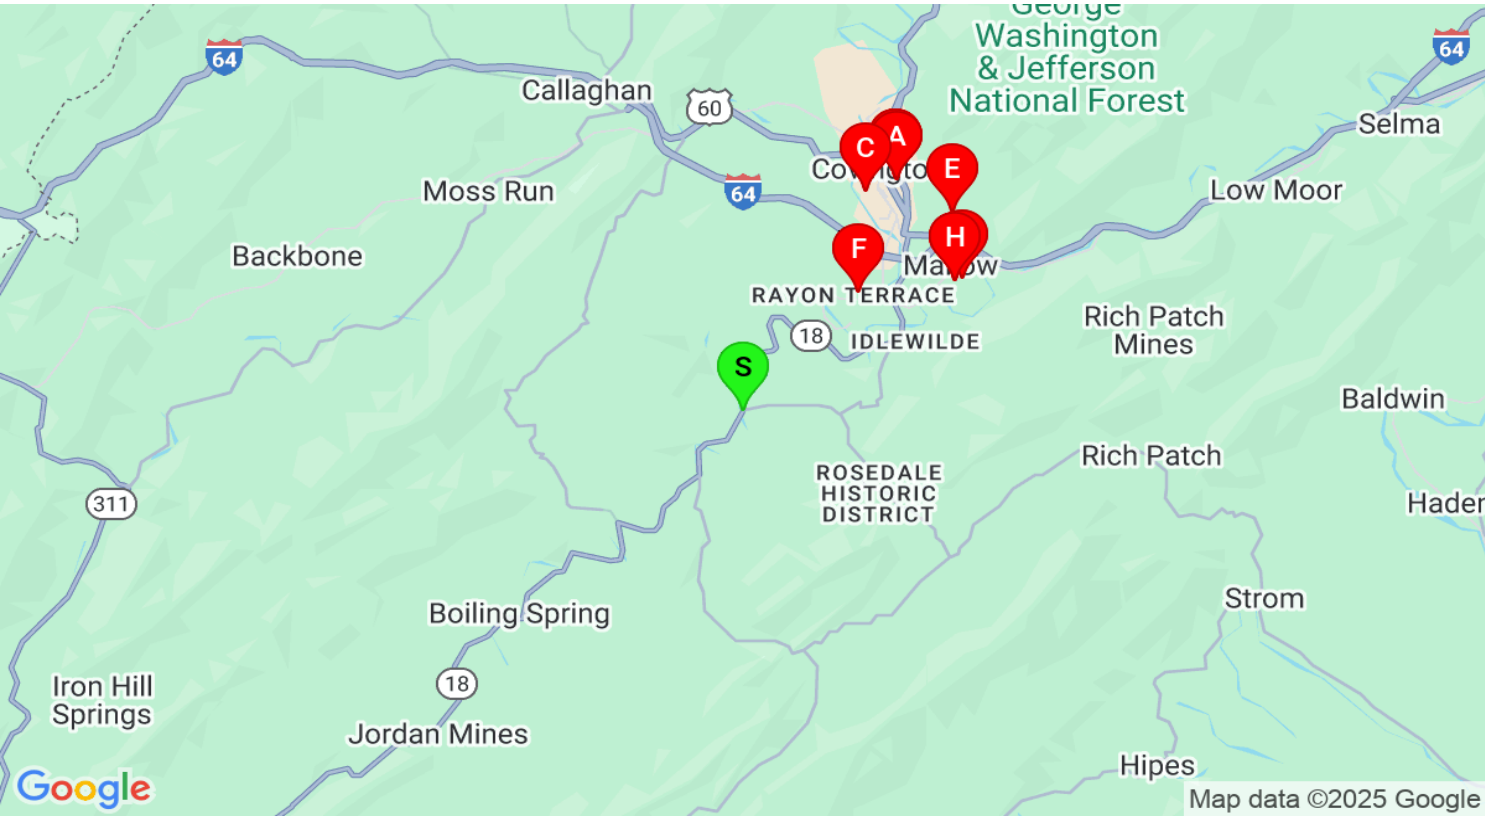 George
Washington
& Jefferson
National Forest
64
64
Callaghan
60
Selma
C
A
E
Moss Run
64
Low Moor
Backbone
F
H
RAYON TERRACE
Rich Patch
Mines
18
IDLEWILDE
S
Baldwin
Rich Patch
ROSEDALE
HISTORIC
DISTRICT
311
Boiling Spring
Strom
Iron Hill
Springs
18
Jordan Mines
Hipes
Google
Map data ©2025 Google